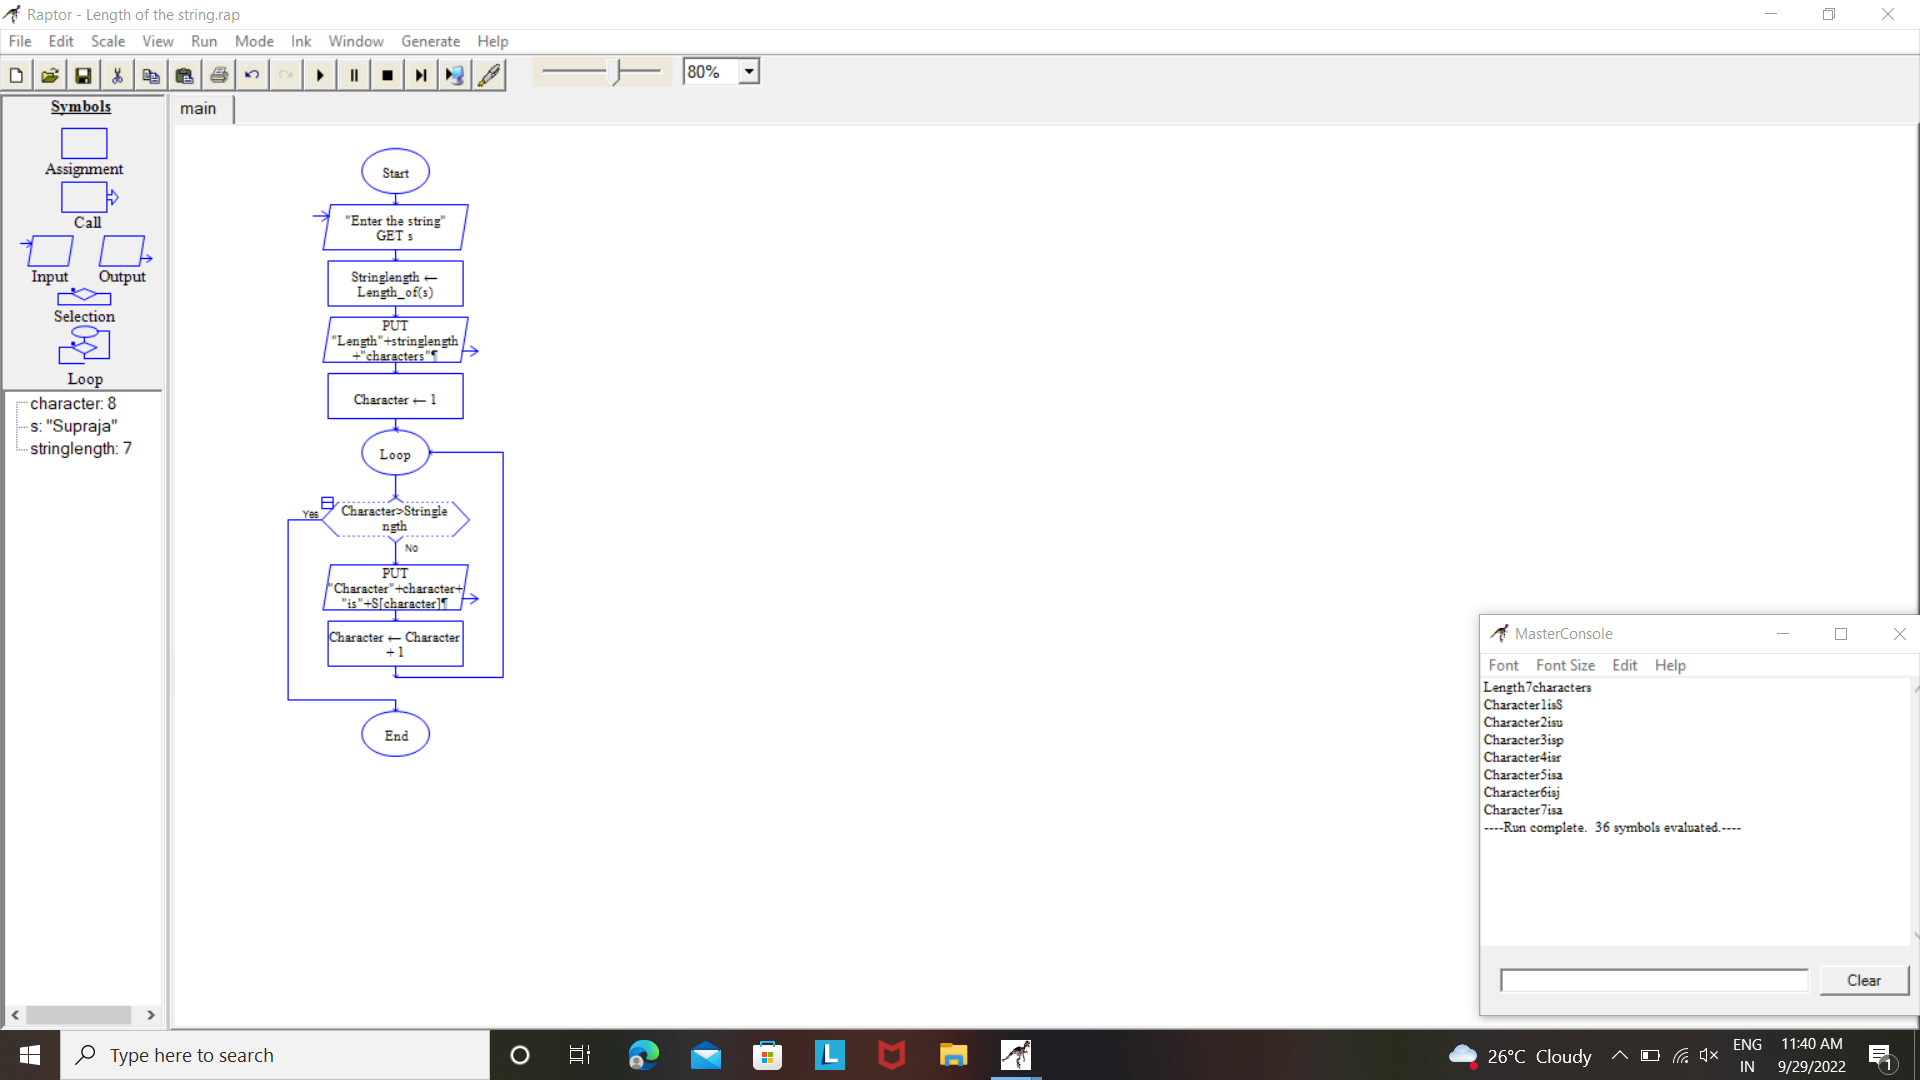 Raptor - Length of the string.rap
File Edit Scale View Run Mode Ink Window Generate Help
80%
Symbols
Assignment
Call
Input Output
Selection
Loop
character: 8
s: "Supraja"
stringlength: 7
main
Start
"Enter the string"
GET s
Stringlength ←
Length_of(s)
PUT
"Length"+stringlength
+"characters"¶
Character ← 1
Loop
Yes
Character>Stringle
ngth
No
PUT
"Character"+character+
"is"+S[character]¶
Character ← Character
+ 1
End
MasterConsole
Font Font Size Edit Help
Length7characters
Character1isS
Character2isu
Character3isp
Character4isr
Character5isa
Character6isj
Character7isa
----Run complete.  36 symbols evaluated.----
Clear
Type here to search
L
26°C Cloudy
ENG
IN
11:40 AM
9/29/2022
1